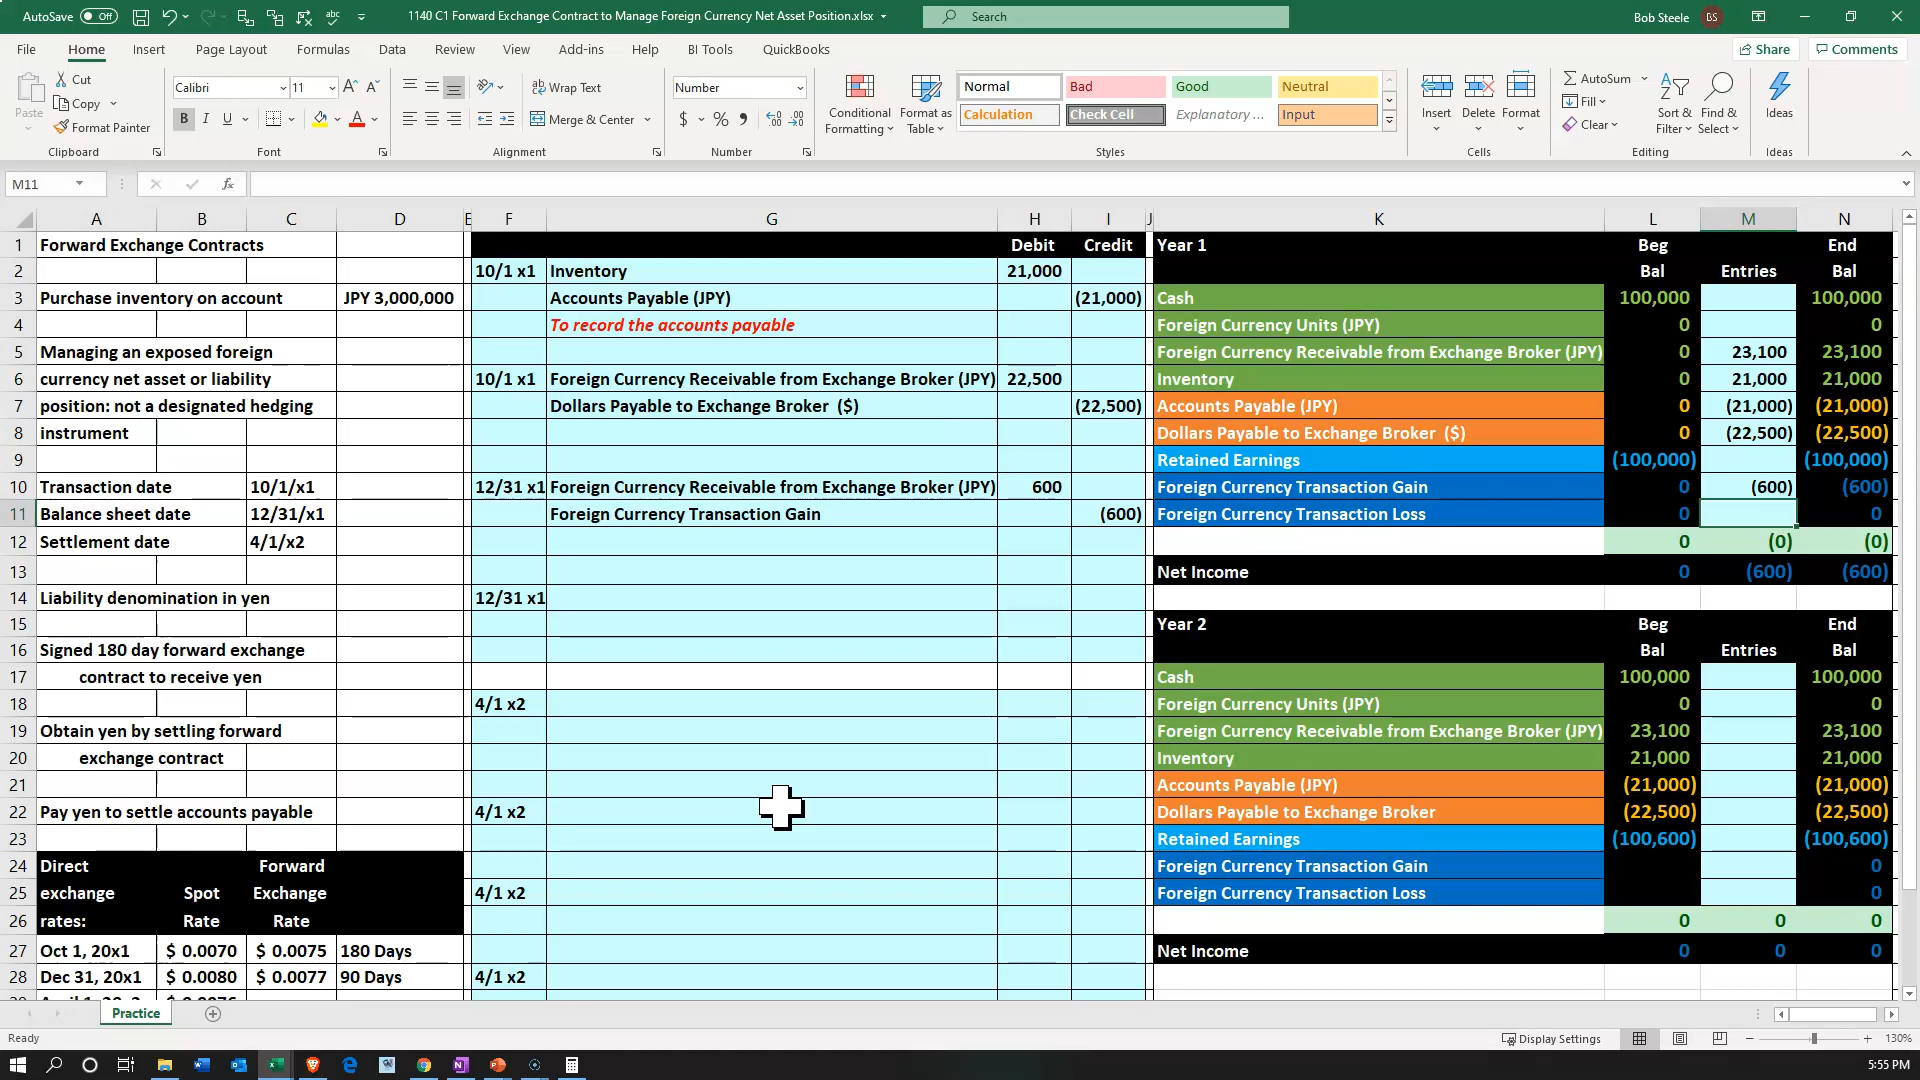 AutoSave Off
1140 C1 Forward Exchange Contract to Manage Foreign Currency Net Asset Position.xlsx
Search
Bob Steele BS
File Home Insert Page Layout Formulas Data Review View Add-ins Help BI Tools QuickBooks Share Comments
Paste
Cut
Copy
Format Painter
Calibri 11
B I U
Wrap Text
Merge & Center
Number
$ % 9
Conditional Formatting
Format as Table
Normal Bad Good Neutral
Calculation Check Cell Explanatory ... Input
Insert Delete Format
AutoSum
Fill
Clear
Sort & Filter
Find & Select
Ideas
Clipboard Font Alignment Number Styles Cells Editing Ideas
M11 fx
A B C D E F G H I J K L M N
1 Forward Exchange Contracts Debit Credit Year 1 Beg End
2 10/1 x1 Inventory 21,000 Bal Entries Bal
3 Purchase inventory on account JPY 3,000,000 Accounts Payable (JPY) (21,000) Cash 100,000 100,000
4 To record the accounts payable Foreign Currency Units (JPY) 0 0
5 Managing an exposed foreign Foreign Currency Receivable from Exchange Broker (JPY) 0 23,100 23,100
6 currency net asset or liability 10/1 x1 Foreign Currency Receivable from Exchange Broker (JPY) 22,500 Inventory 0 21,000 21,000
7 position: not a designated hedging Dollars Payable to Exchange Broker ($) (22,500) Accounts Payable (JPY) 0 (21,000) (21,000)
8 instrument Dollars Payable to Exchange Broker ($) 0 (22,500) (22,500)
9 Retained Earnings (100,000) (100,000)
10 Transaction date 10/1/x1 12/31 x1 Foreign Currency Receivable from Exchange Broker (JPY) 600 Foreign Currency Transaction Gain 0 (600) (600)
11 Balance sheet date 12/31/x1 Foreign Currency Transaction Gain (600) Foreign Currency Transaction Loss 0 0
12 Settlement date 4/1/x2 0 (0) (0)
13 Net Income 0 (600) (600)
14 Liability denomination in yen 12/31 x1
15 Year 2 Beg End
16 Signed 180 day forward exchange Bal Entries Bal
17 contract to receive yen Cash 100,000 100,000
18 4/1 x2 Foreign Currency Units (JPY) 0 0
19 Obtain yen by settling forward Foreign Currency Receivable from Exchange Broker (JPY) 23,100 23,100
20 exchange contract Inventory 21,000 21,000
21 Accounts Payable (JPY) (21,000) (21,000)
22 Pay yen to settle accounts payable 4/1 x2 Dollars Payable to Exchange Broker (22,500) (22,500)
23 Retained Earnings (100,600) (100,600)
24 Direct Forward Foreign Currency Transaction Gain 0
25 exchange Spot Exchange 4/1 x2 Foreign Currency Transaction Loss 0
26 rates: Rate Rate 0 0 0
27 Oct 1, 20x1 $ 0.0070 $ 0.0075 180 Days Net Income 0 0 0
28 Dec 31, 20x1 $ 0.0080 $ 0.0077 90 Days 4/1 x2
Practice
Ready Display Settings 130%
5:55 PM